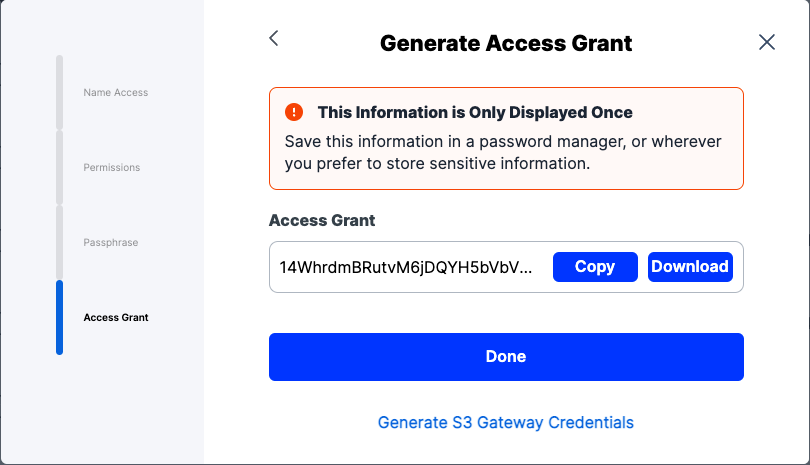 Generate Access Grant
Name Access
Permissions
Passphrase
Access Grant
This Information is Only Displayed Once
Save this information in a password manager, or wherever
you prefer to store sensitive information.
Access Grant
14WhrdmBRutvM6jDQYH5bVbV... Copy Download
Done
Generate S3 Gateway Credentials